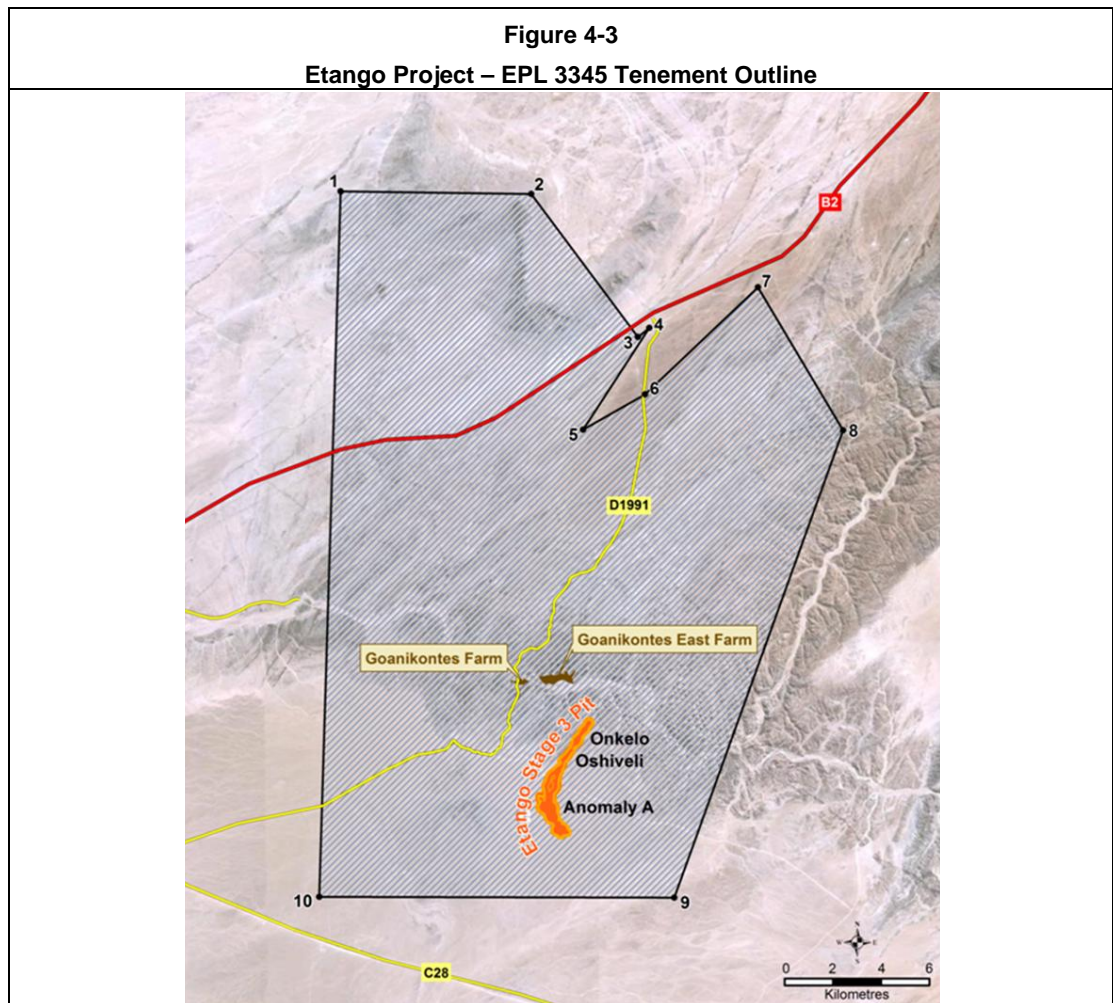 Figure 4-3
Etango Project – EPL 3345 Tenement Outline
1
2
B2
7
4
3
6
5
8
D1991
Goanikontes East Farm
Goanikontes Farm
Etango Stage 3 Pit
Onkelo
Oshiveli
Anomaly A
10
9
N
W E
S
C28
0 2 4 6
Kilometres